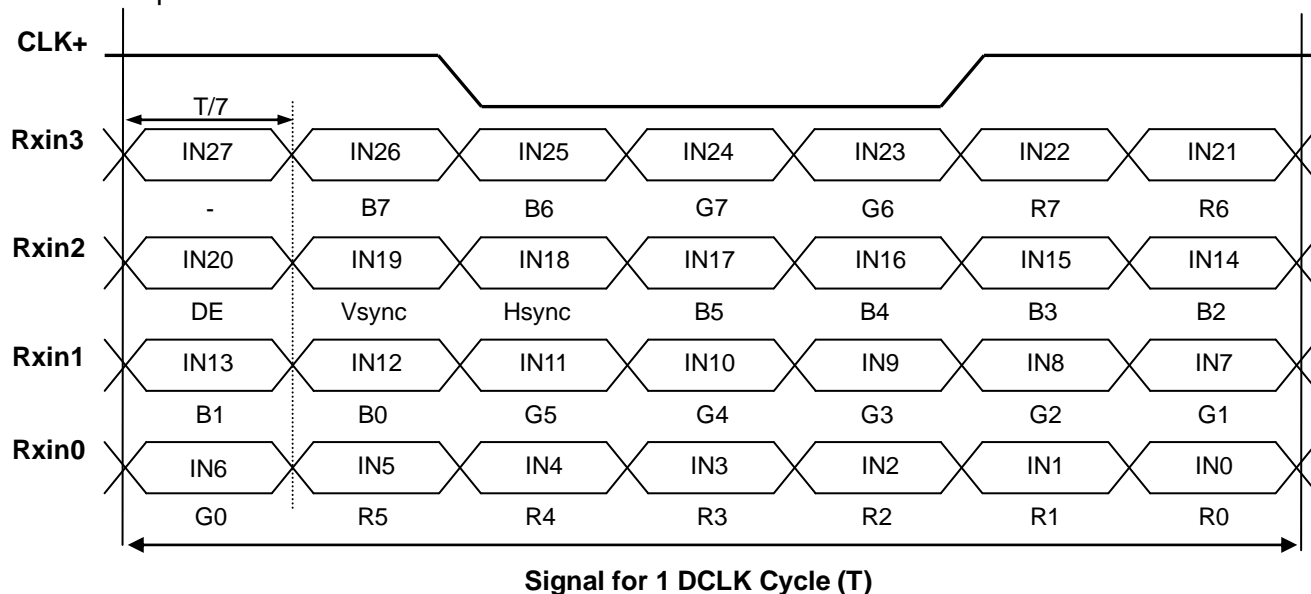 CLK+
T/7
Rxin3 IN27 IN26 IN25 IN24 IN23 IN22 IN21
- B7 B6 G7 G6 R7 R6
Rxin2 IN20 IN19 IN18 IN17 IN16 IN15 IN14
DE Vsync Hsync B5 B4 B3 B2
Rxin1 IN13 IN12 IN11 IN10 IN9 IN8 IN7
B1 B0 G5 G4 G3 G2 G1
Rxin0 IN6 IN5 IN4 IN3 IN2 IN1 IN0
G0 R5 R4 R3 R2 R1 R0
Signal for 1 DCLK Cycle (T)